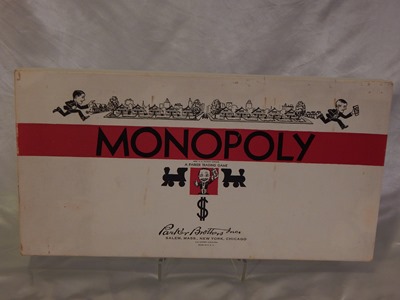 MONOPOLY
A PARKER TRADING GAME
$
Parker Brothers Inc
SALEM, MASS., NEW YORK, CHICAGO